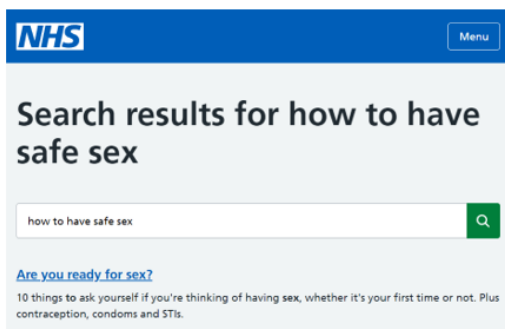 NHS
Menu
Search results for how to have
safe sex
how to have safe sex
Are you ready for sex?
10 things to ask yourself if you're thinking of having sex, whether it's your first time or not. Plus
contraception, condoms and STIs.